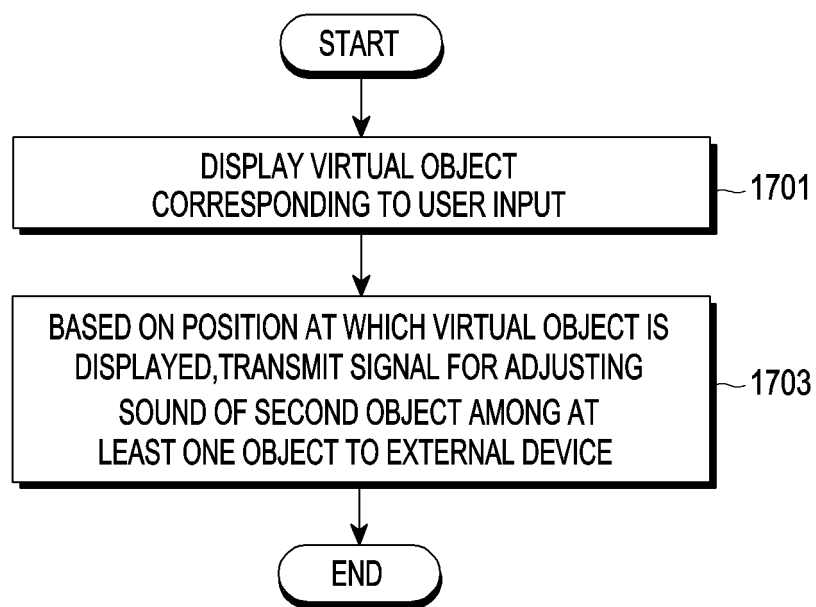 START
DISPLAY VIRTUAL OBJECT
CORRESPONDING TO USER INPUT
1701
BASED ON POSITION AT WHICH VIRTUAL OBJECT IS
DISPLAYED,TRANSMIT SIGNAL FOR ADJUSTING
SOUND OF SECOND OBJECT AMONG AT
LEAST ONE OBJECT TO EXTERNAL DEVICE
1703
END